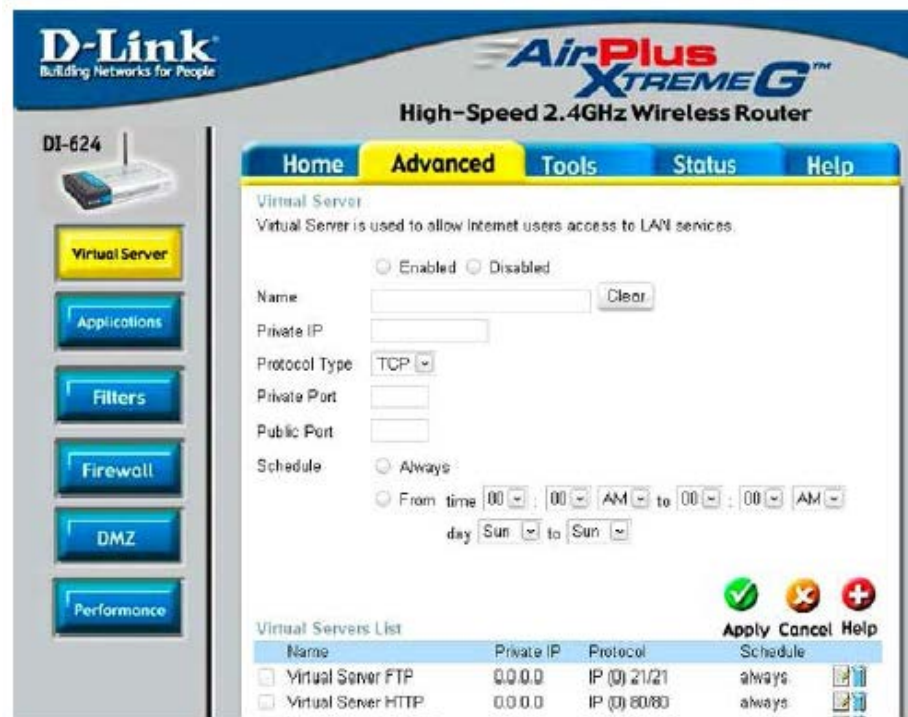 D-Link
Building Networks for People
AirPlus
XTREME G™
High-Speed 2.4GHz Wireless Router
DI-624
Home Advanced Tools Status Help
Virtual Server
Applications
Filters
Firewall
DMZ
Performance
Virtual Server
Virtual Server is used to allow Internet users access to LAN services.
Enabled Disabled
Name Clear
Private IP
Protocol Type TCP
Private Port
Public Port
Schedule Always
From time 00 : 00 AM to 00 : 00 AM
day Sun to Sun
Apply Cancel Help
Virtual Servers List
Name Private IP Protocol Schedule
Virtual Server FTP 0.0.0.0 IP (0) 21/21 always
Virtual Server HTTP 0.0.0.0 IP (0) 80/80 always